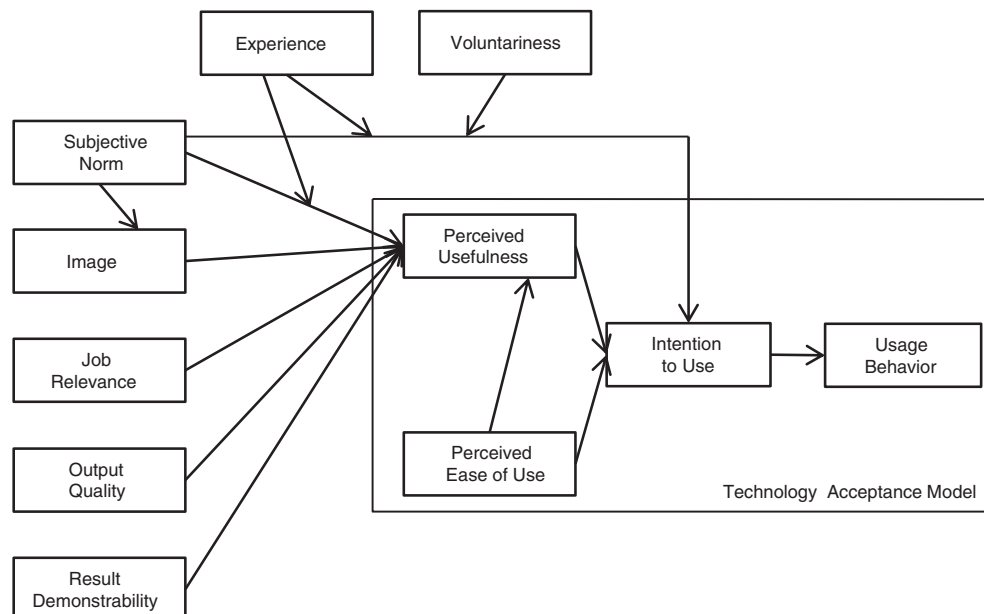 Experience
Voluntariness
Subjective
Norm
Image
Perceived
Usefulness
Job
Relevance
Intention
to Use
Usage
Behavior
Output
Quality
Perceived
Ease of Use
Technology Acceptance Model
Result
Demonstrability